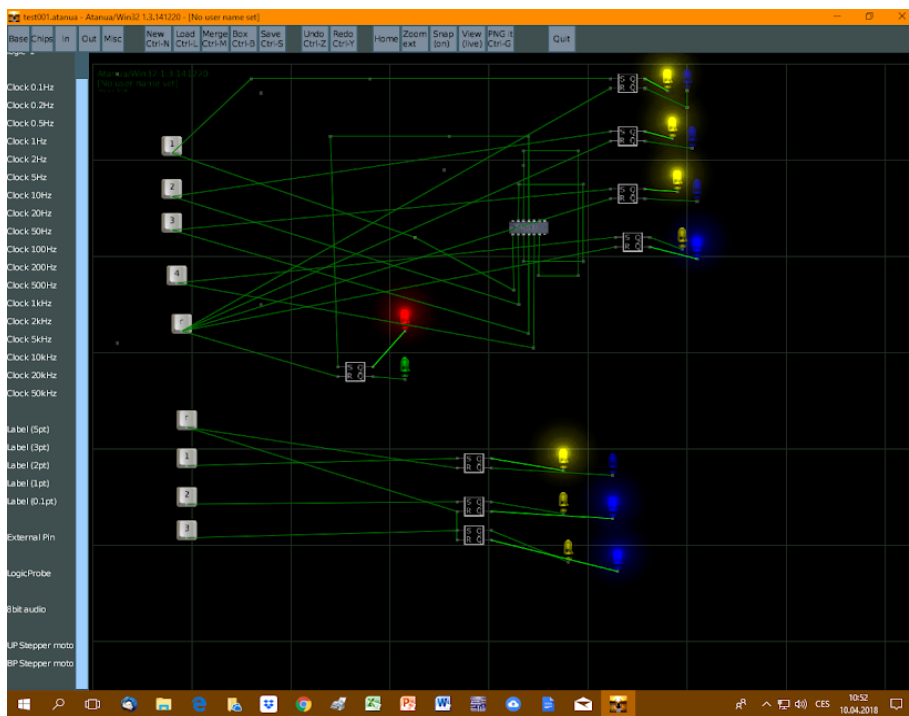 test001.atanua - Atanua/Win32 1.3.141220 - [No user name set]
Base Chips In Out Misc New Ctrl-N Load Ctrl-L Merge Ctrl-M Box Ctrl-B Save Ctrl-S Undo Ctrl-Z Redo Ctrl-Y Home Zoom ext Snap (on) View (live) PNG it Ctrl-G Quit
Atanua/Win32 1.3.141220
[No user name set]
Clock 0.1Hz
Clock 0.2Hz
Clock 0.5Hz
Clock 1Hz
Clock 2Hz
Clock 5Hz
Clock 10Hz
Clock 20Hz
Clock 50Hz
Clock 100Hz
Clock 200Hz
Clock 500Hz
Clock 1kHz
Clock 2kHz
Clock 5kHz
Clock 10kHz
Clock 20kHz
Clock 50kHz
Label (5pt)
Label (3pt)
Label (2pt)
Label (1pt)
Label (0.1pt)
External Pin
LogicProbe
8bit audio
UP Stepper moto
BP Stepper moto
1
2
3
4
r
S Q
R Q
S Q
R Q
S Q
R Q
S Q
R Q
S Q
R Q
r
1
2
3
S Q
R Q
S Q
R Q
S Q
R Q
CES
10:52
10.04.2018